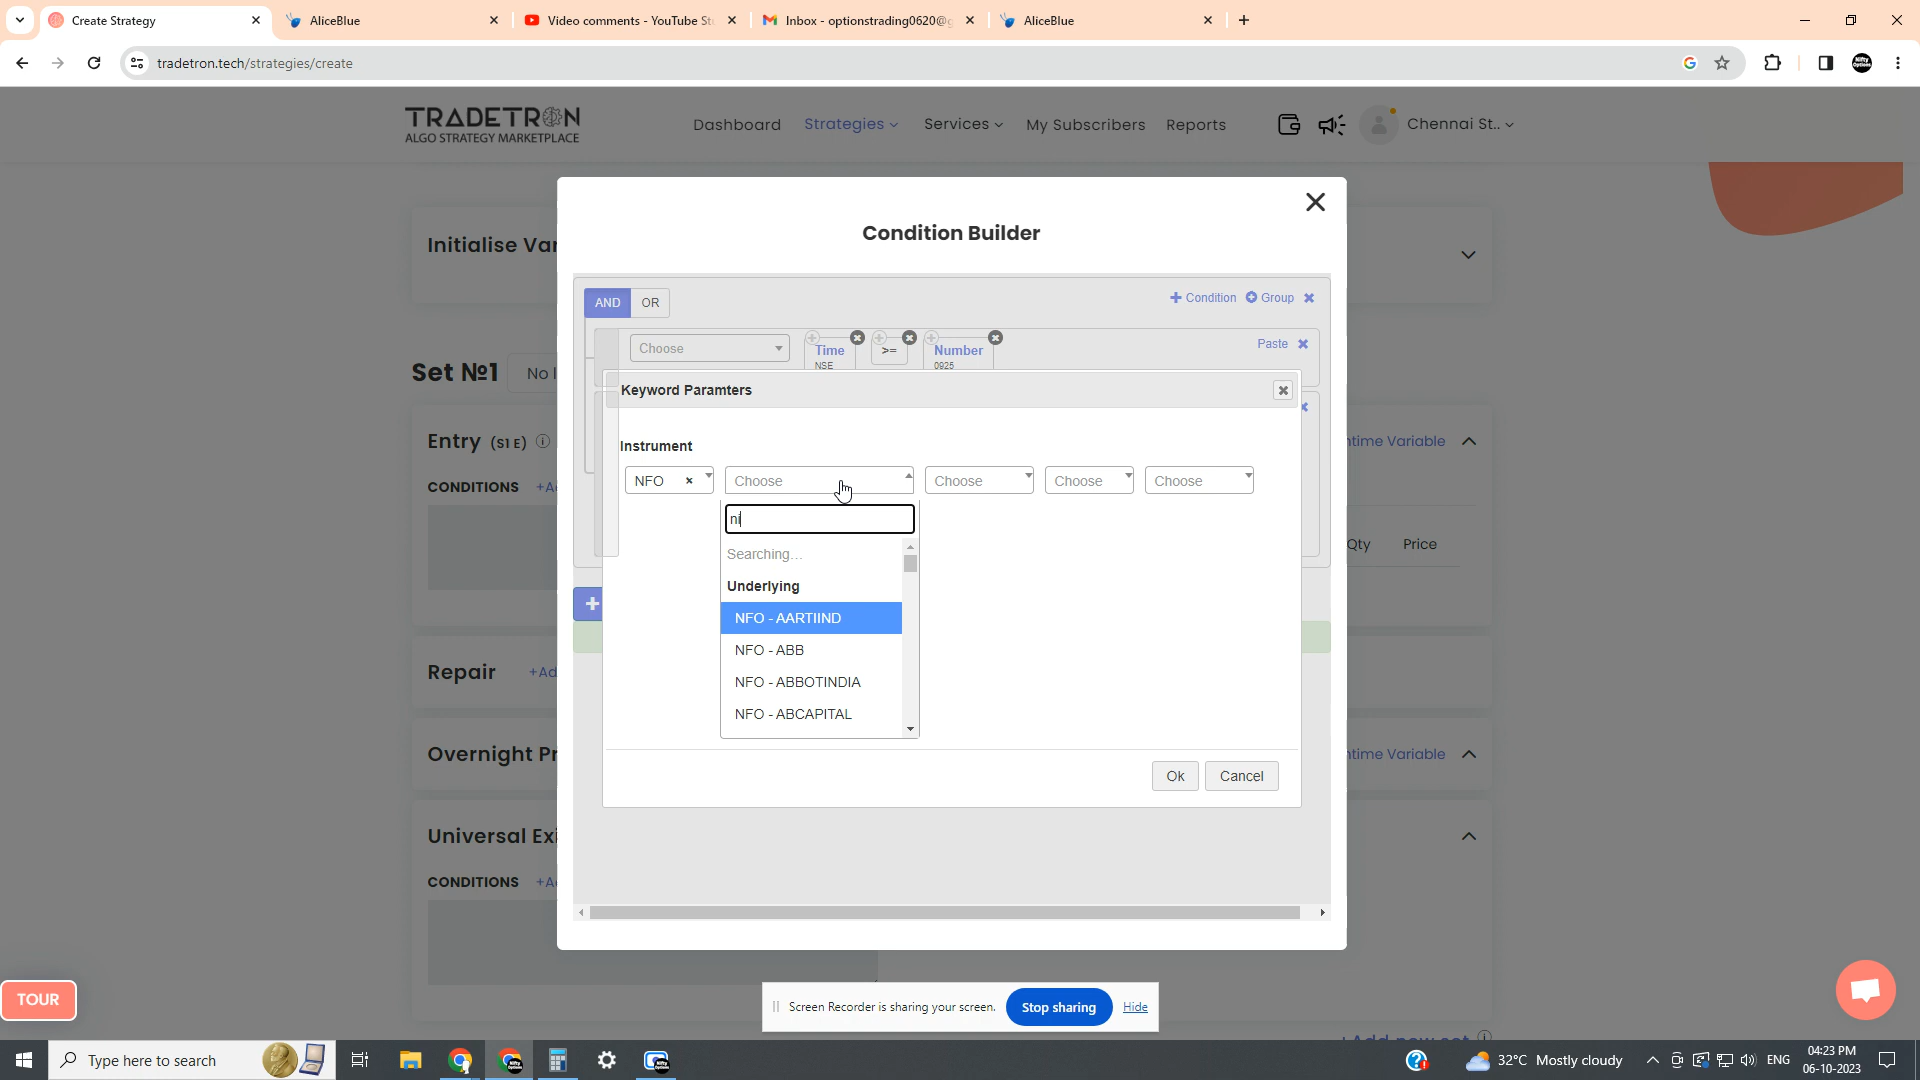 Create Strategy
AliceBlue
Video comments - YouTube St
Inbox - optionstrading0620@g
AliceBlue
tradetron.tech/strategies/create
TRADETRON
ALGO STRATEGY MARKETPLACE
Dashboard
Strategies
Services
My Subscribers
Reports
Chennai St..
Condition Builder
Initialise Var
AND
OR
+ Condition
Group
Choose
Time
NSE
>=
Number
0925
Paste
Set №1
No l
Keyword Paramters
Entry (S1 E)
ntime Variable
Instrument
NFO
Choose
Choose
Choose
Choose
CONDITIONS
ni
Searching...
Underlying
NFO - AARTIIND
NFO - ABB
NFO - ABBOTINDIA
NFO - ABCAPITAL
Qty
Price
Repair
+Ad
Overnight Pr
ntime Variable
Ok
Cancel
Universal Exi
CONDITIONS
TOUR
Screen Recorder is sharing your screen.
Stop sharing
Hide
Type here to search
Nifty
Options
32°C Mostly cloudy
ENG
04:23 PM
06-10-2023